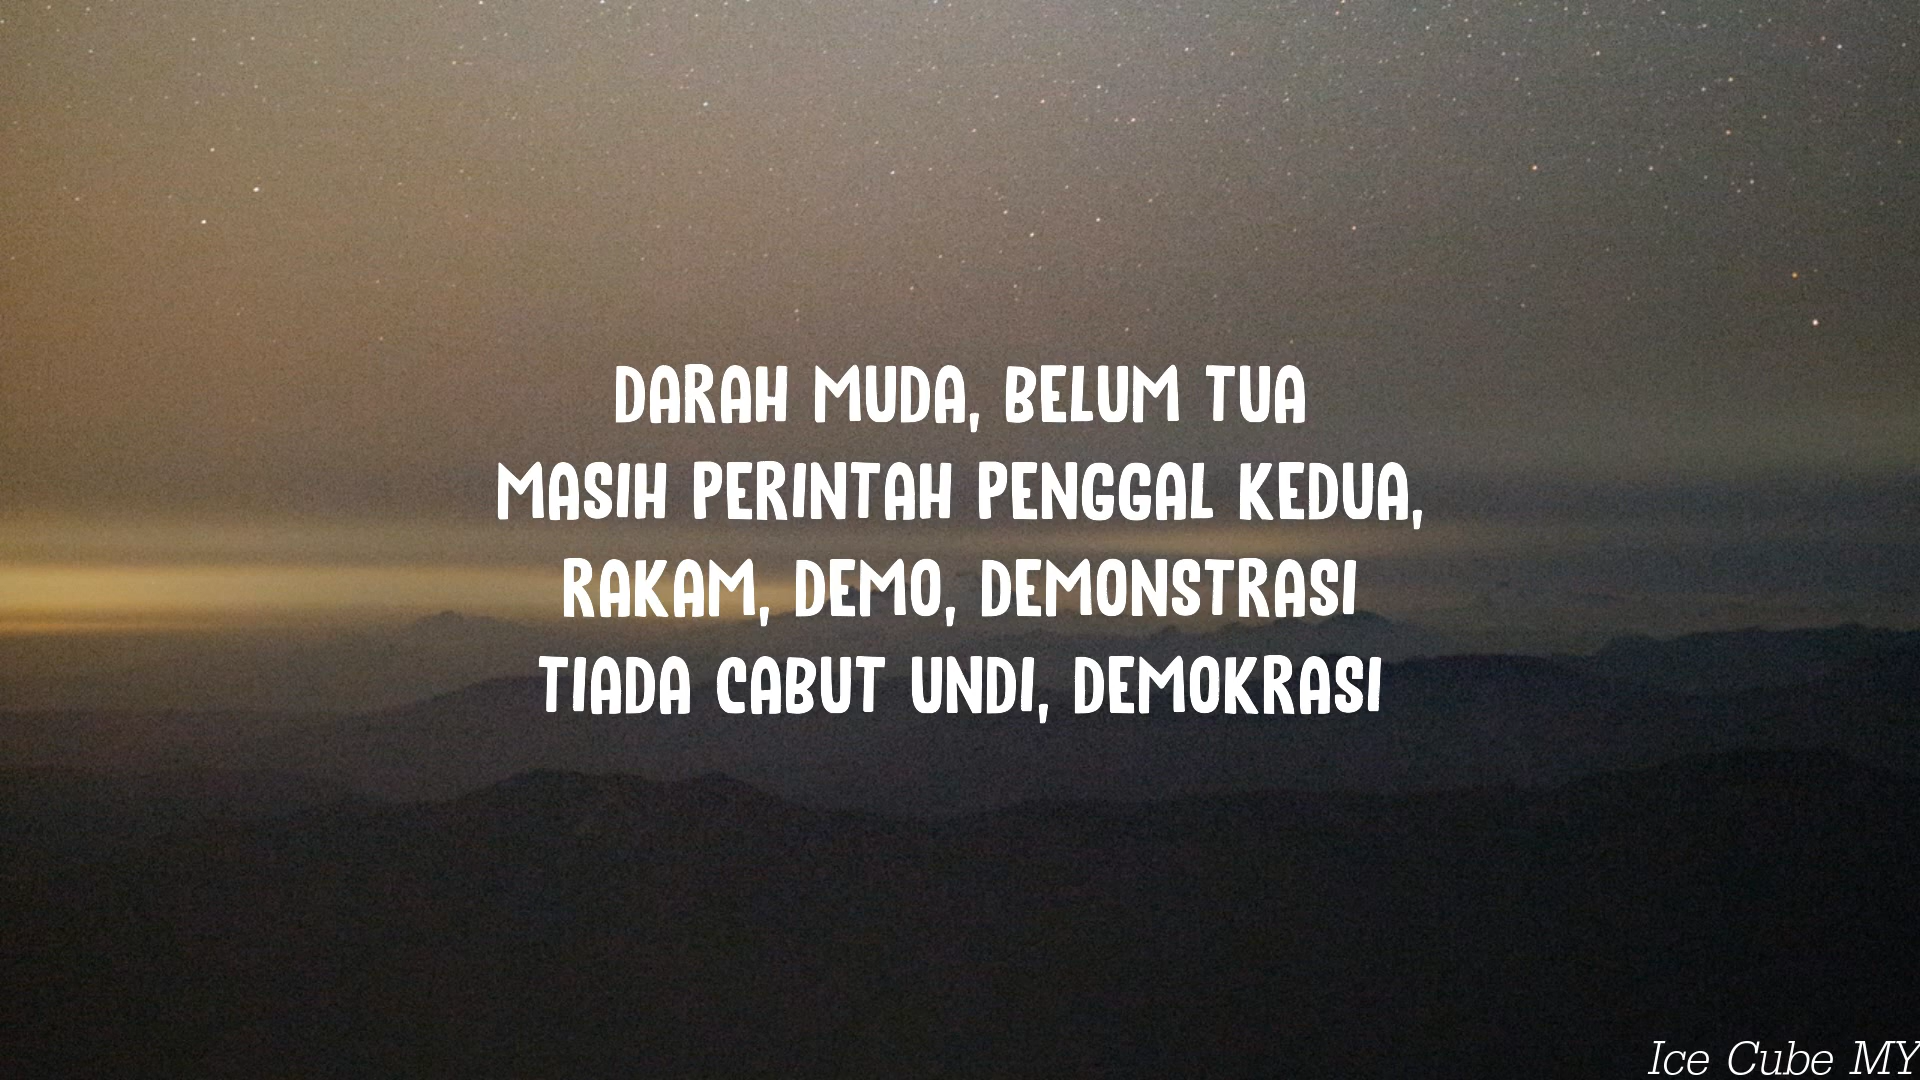 DARAH MUDA, BELUM TUA
MASIH PERINTAH PENGGAL KEDUA,
RAKAM, DEMO, DEMONSTRASI
TIADA CABUT UNDI, DEMOKRASI
Ice Cube MY